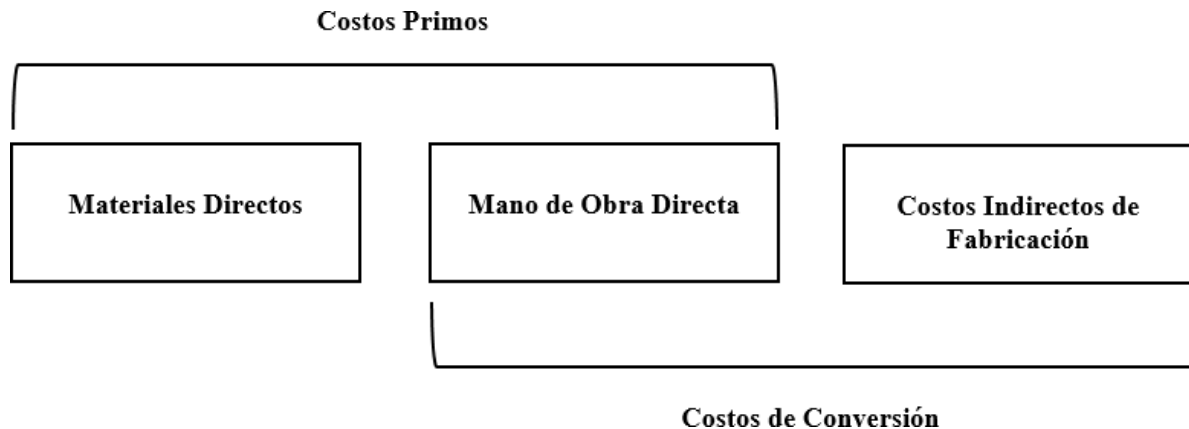 Costos Primos
Materiales Directos
Mano de Obra Directa
Costos Indirectos de
Fabricación
Costos de Conversión